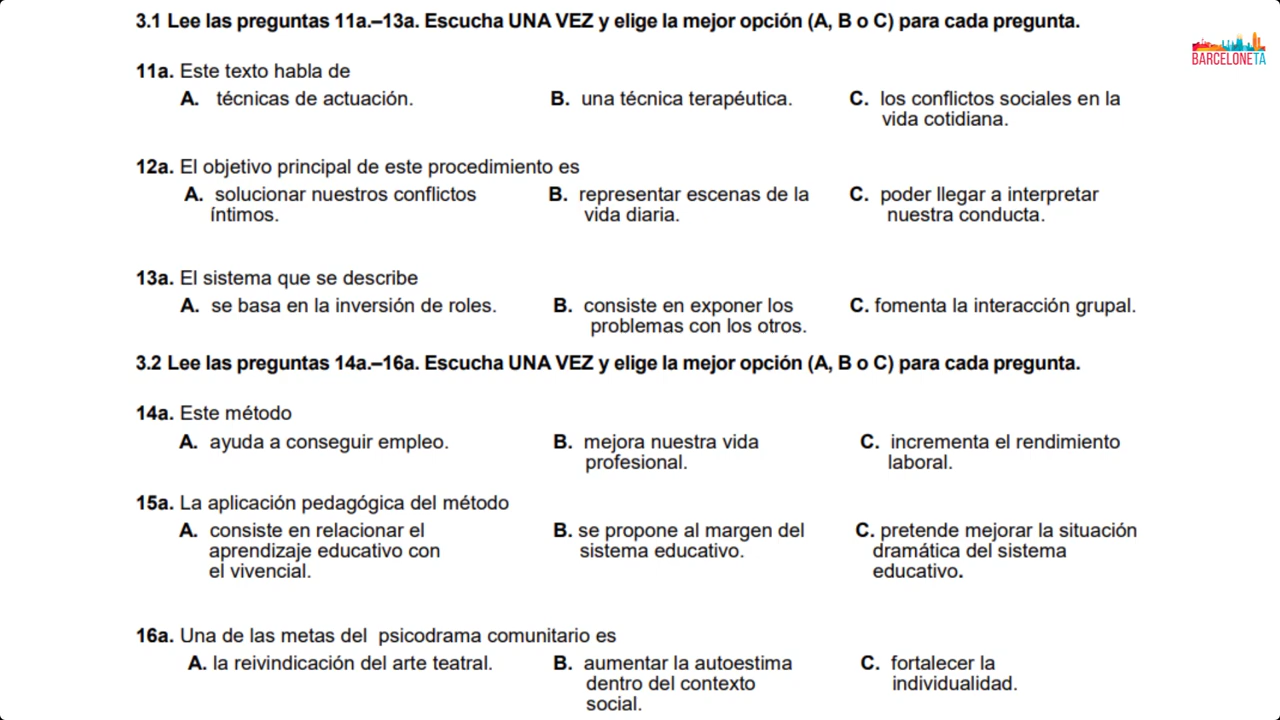 3.1 Lee las preguntas 11a.–13a. Escucha UNA VEZ y elige la mejor opción (A, B o C) para cada pregunta.
BARCELONETA
11a. Este texto habla de
A. técnicas de actuación. B. una técnica terapéutica. C. los conflictos sociales en la
vida cotidiana.
12a. El objetivo principal de este procedimiento es
A. solucionar nuestros conflictos B. representar escenas de la C. poder llegar a interpretar
íntimos. vida diaria. nuestra conducta.
13a. El sistema que se describe
A. se basa en la inversión de roles. B. consiste en exponer los C. fomenta la interacción grupal.
problemas con los otros.
3.2 Lee las preguntas 14a.–16a. Escucha UNA VEZ y elige la mejor opción (A, B o C) para cada pregunta.
14a. Este método
A. ayuda a conseguir empleo. B. mejora nuestra vida C. incrementa el rendimiento
profesional. laboral.
15a. La aplicación pedagógica del método
A. consiste en relacionar el B. se propone al margen del C. pretende mejorar la situación
aprendizaje educativo con sistema educativo. dramática del sistema
el vivencial. educativo.
16a. Una de las metas del psicodrama comunitario es
A. la reivindicación del arte teatral. B. aumentar la autoestima C. fortalecer la
dentro del contexto individualidad.
social.